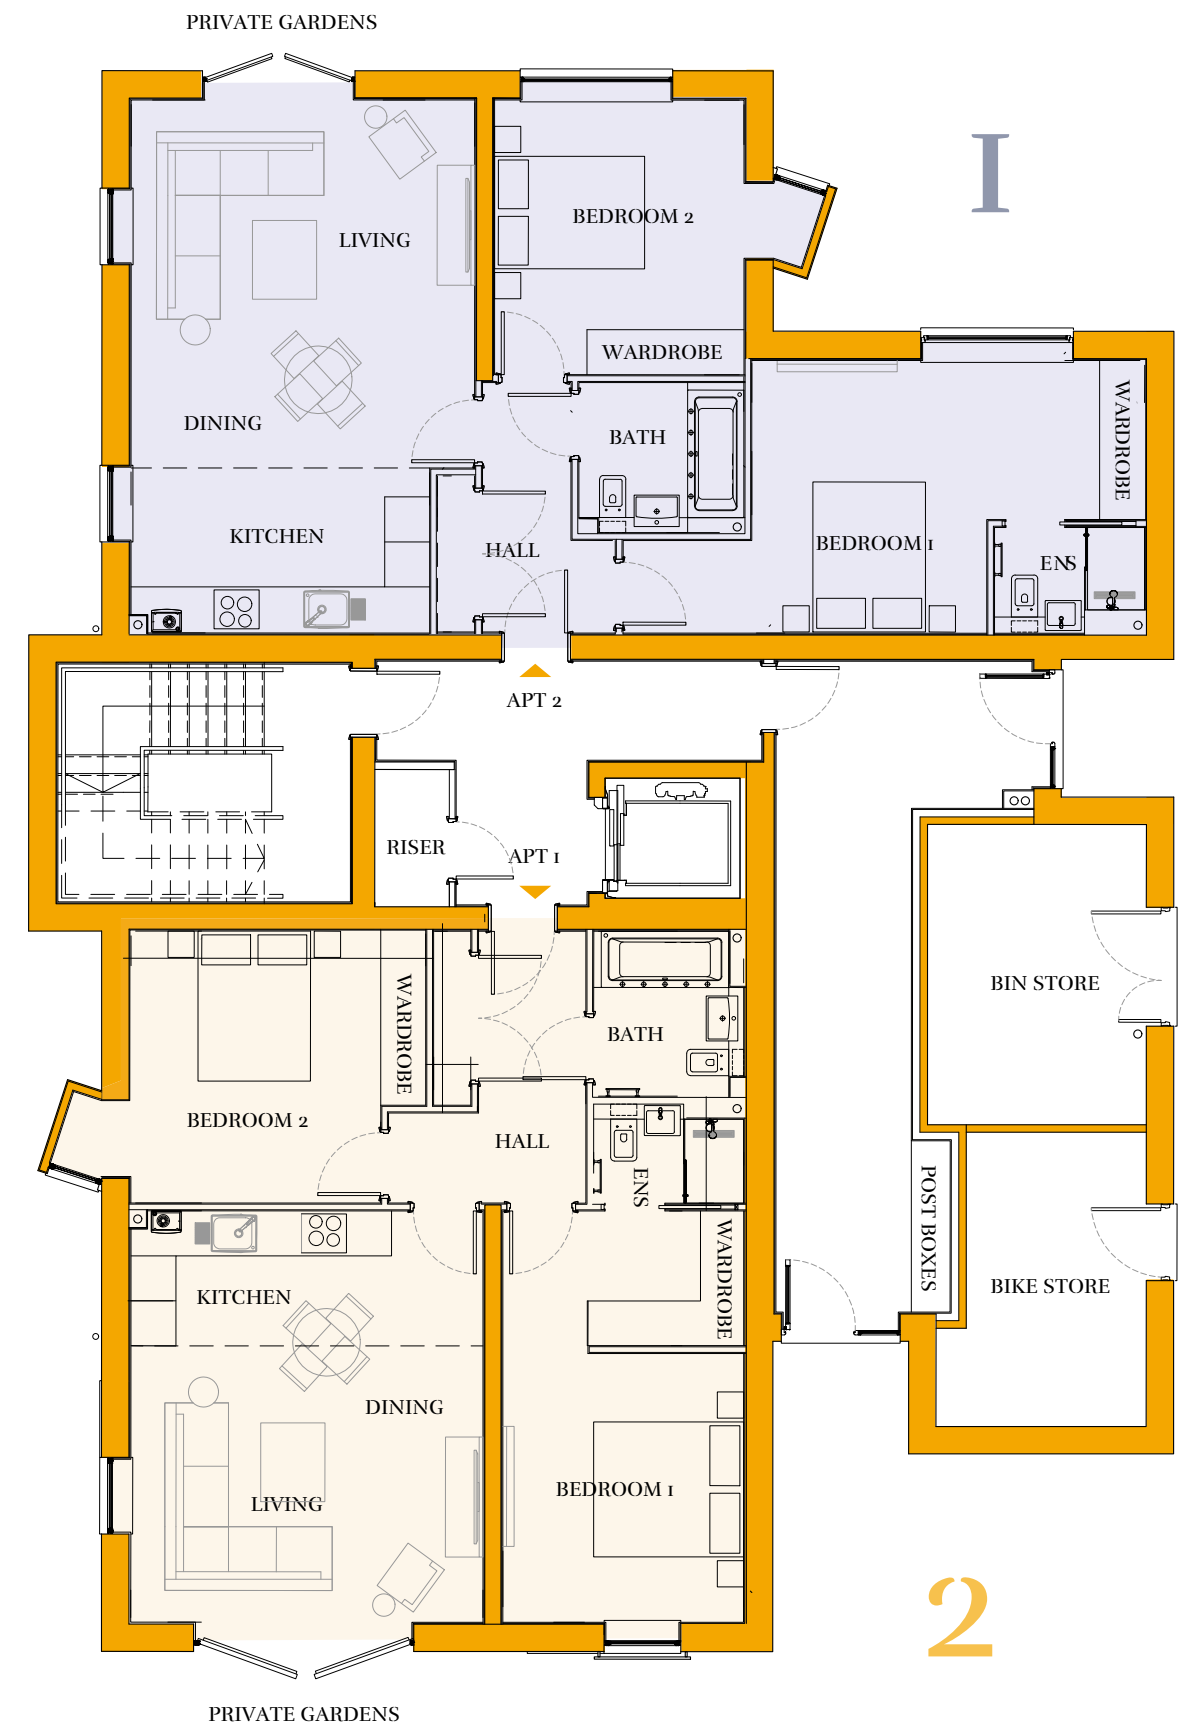 PRIVATE GARDENS
1
BEDROOM 2
LIVING
WARDROBE
DINING
BATH
WARDROBE
KITCHEN
HALL
BEDROOM 1
ENS
APT 2
RISER
APT 1
BIN STORE
WARDROBE
BATH
BEDROOM 2
HALL
ENS
POST BOXES
WARDROBE
BIKE STORE
KITCHEN
DINING
BEDROOM 1
LIVING
2
PRIVATE GARDENS